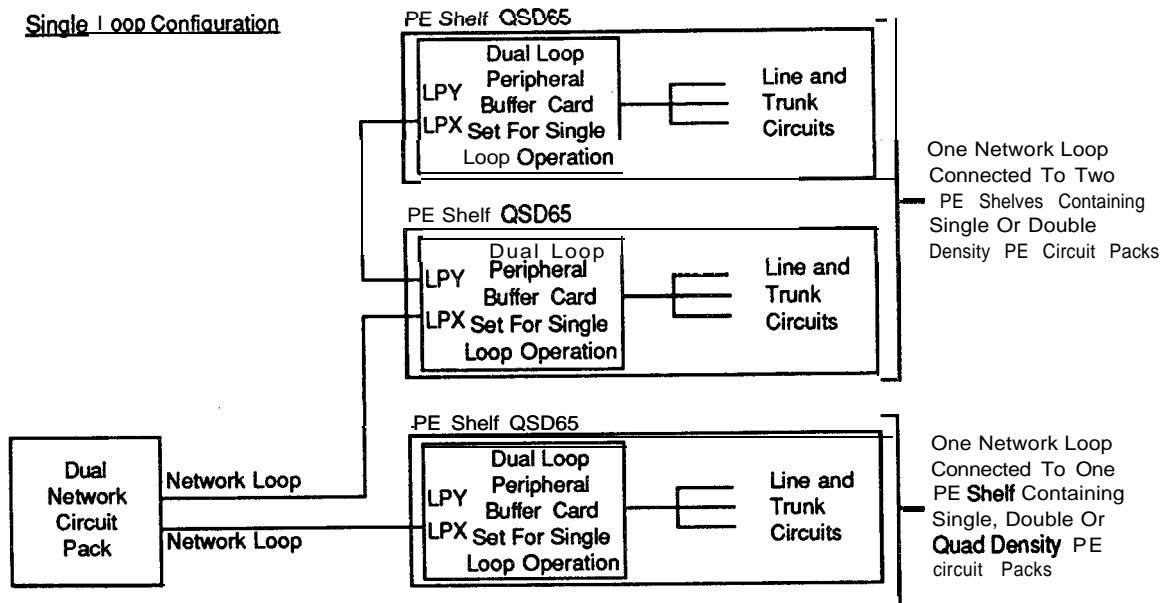 Single Loop Configuration
PE Shelf QSD65
Dual Loop
Peripheral
Buffer Card
Set For Single
Loop Operation
LPY
LPX
Line and
Trunk
Circuits
One Network Loop
Connected To Two
PE Shelves Containing
Single Or Double
Density PE Circuit Packs
PE Shelf QSD65
Dual Loop
Peripheral
Buffer Card
Set For Single
Loop Operation
LPY
LPX
Line and
Trunk
Circuits
Dual
Network
Circuit
Pack
Network Loop
Network Loop
PE Shelf QSD65
Dual Loop
Peripheral
Buffer Card
Set For Single
Loop Operation
LPY
LPX
Line and
Trunk
Circuits
One Network Loop
Connected To One
PE Shelf Containing
Single, Double Or
Quad Density PE
circuit Packs